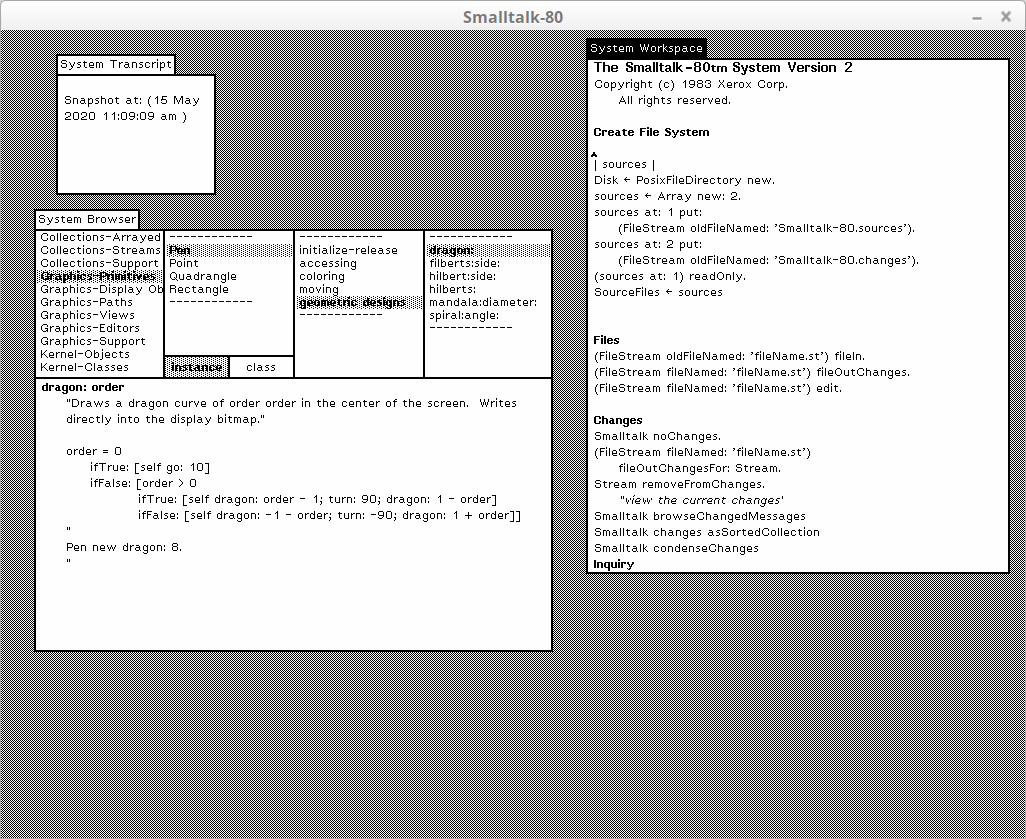 Smalltalk-80
System Transcript
Snapshot at: (15 May
2020 11:09:09 am )
System Browser
Collections-Arrayed
Collections-Streams
Collections-Support
Graphics-Primitives
Graphics-Display Ob
Graphics-Paths
Graphics-Views
Graphics-Editors
Graphics-Support
Kernel-Objects
Kernel-Classes
------------
Pen
Point
Quadrangle
Rectangle
------------
instance
class
------------
initialize-release
accessing
coloring
moving
geometric designs
------------
------------
dragon:
filberts:side:
hilbert:side:
hilberts:
mandala:diameter:
spiral:angle:
------------
dragon: order
"Draws a dragon curve of order order in the center of the screen.  Writes
directly into the display bitmap."
order = 0
ifTrue: [self go: 10]
ifFalse: [order > 0
ifTrue: [self dragon: order - 1; turn: 90; dragon: 1 - order]
ifFalse: [self dragon: -1 - order; turn: -90; dragon: 1 + order]]
"
Pen new dragon: 8.
"
System Workspace
The Smalltalk-80tm System Version 2
Copyright (c) 1983 Xerox Corp.
All rights reserved.
Create File System
| sources |
Disk ← PosixFileDirectory new.
sources ← Array new: 2.
sources at: 1 put:
(FileStream oldFileNamed: 'Smalltalk-80.sources').
sources at: 2 put:
(FileStream oldFileNamed: 'Smalltalk-80.changes').
(sources at: 1) readOnly.
SourceFiles ← sources
Files
(FileStream oldFileNamed: 'fileName.st') fileIn.
(FileStream fileNamed: 'fileName.st') fileOutChanges.
(FileStream fileNamed: 'fileName.st') edit.
Changes
Smalltalk noChanges.
(FileStream fileNamed: 'fileName.st')
fileOutChangesFor: Stream.
Stream removeFromChanges.
"view the current changes'
Smalltalk browseChangedMessages
Smalltalk changes asSortedCollection
Smalltalk condenseChanges
Inquiry